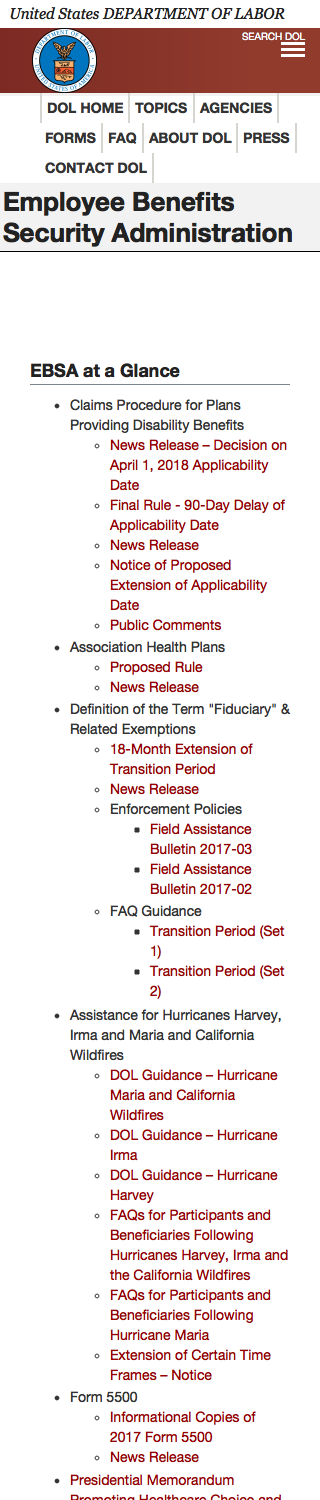 United States DEPARTMENT OF LABOR
SEARCH DOL
DOL HOME TOPICS AGENCIES
FORMS FAQ ABOUT DOL PRESS
CONTACT DOL
Employee Benefits
Security Administration
EBSA at a Glance
Claims Procedure for Plans
Providing Disability Benefits
News Release – Decision on
April 1, 2018 Applicability
Date
Final Rule - 90-Day Delay of
Applicability Date
News Release
Notice of Proposed
Extension of Applicability
Date
Public Comments
Association Health Plans
Proposed Rule
News Release
Definition of the Term "Fiduciary" &
Related Exemptions
18-Month Extension of
Transition Period
News Release
Enforcement Policies
Field Assistance
Bulletin 2017-03
Field Assistance
Bulletin 2017-02
FAQ Guidance
Transition Period (Set
1)
Transition Period (Set
2)
Assistance for Hurricanes Harvey,
Irma and Maria and California
Wildfires
DOL Guidance – Hurricane
Maria and California
Wildfires
DOL Guidance – Hurricane
Irma
DOL Guidance – Hurricane
Harvey
FAQs for Participants and
Beneficiaries Following
Hurricanes Harvey, Irma and
the California Wildfires
FAQs for Participants and
Beneficiaries Following
Hurricane Maria
Extension of Certain Time
Frames – Notice
Form 5500
Informational Copies of
2017 Form 5500
News Release
Presidential Memorandum
Promoting Healthcare Choice and